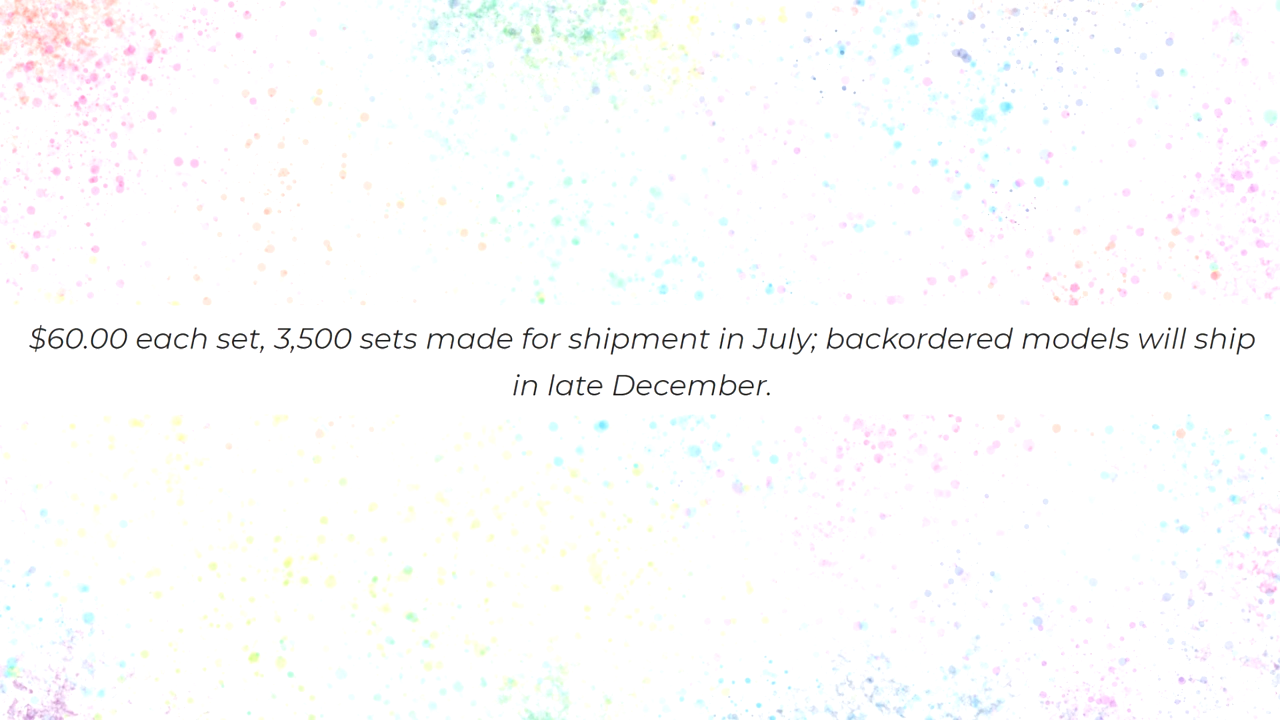 $60.00 each set, 3,500 sets made for shipment in July; backordered models will ship
in late December.